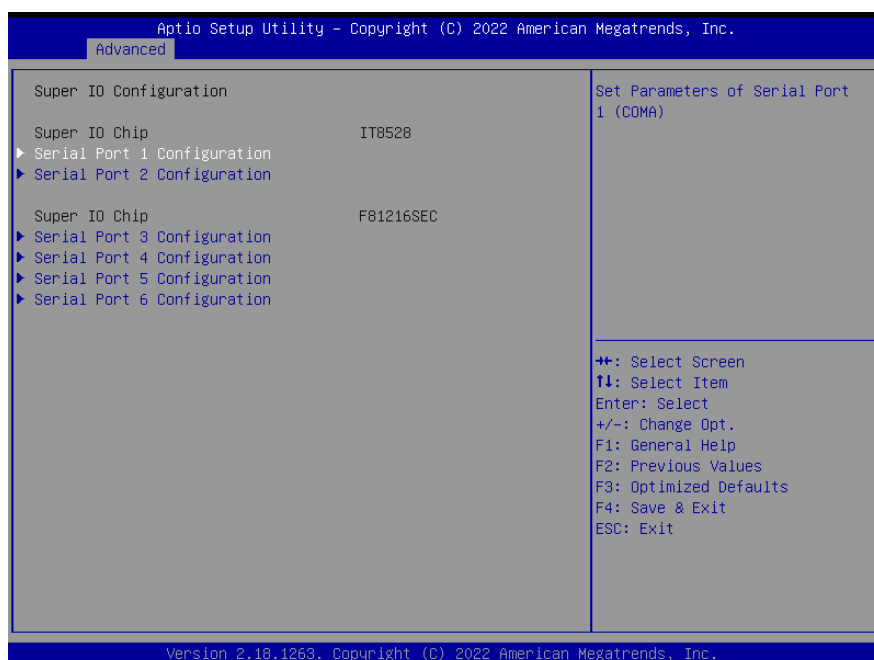 Aptio Setup Utility – Copyright (C) 2022 American Megatrends, Inc.
Advanced
Super IO Configuration
Super IO Chip IT8528
▶ Serial Port 1 Configuration
▶ Serial Port 2 Configuration
Super IO Chip F81216SEC
▶ Serial Port 3 Configuration
▶ Serial Port 4 Configuration
▶ Serial Port 5 Configuration
▶ Serial Port 6 Configuration
Set Parameters of Serial Port
1 (COMA)
→←: Select Screen
↑↓: Select Item
Enter: Select
+/-: Change Opt.
F1: General Help
F2: Previous Values
F3: Optimized Defaults
F4: Save & Exit
ESC: Exit
Version 2.18.1263. Copyright (C) 2022 American Megatrends, Inc.